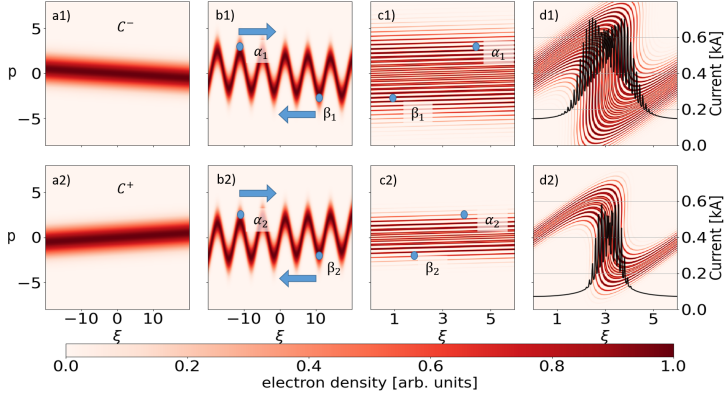 a1) C⁻ b1) c1) d1)
5 0.6
p 0 α₁ α₁ 0.4
−5 β₁ β₁ 0.2
0.0
Current [kA]
a2) C⁺ b2) c2) d2)
5 0.6
p 0 α₂ α₂ 0.4
−5 β₂ β₂ 0.2
0.0
Current [kA]
−10 0 10 −10 0 10 1 3 5 1 3 5
ξ ξ ξ ξ
0.0 0.2 0.4 0.6 0.8 1.0
electron density [arb. units]